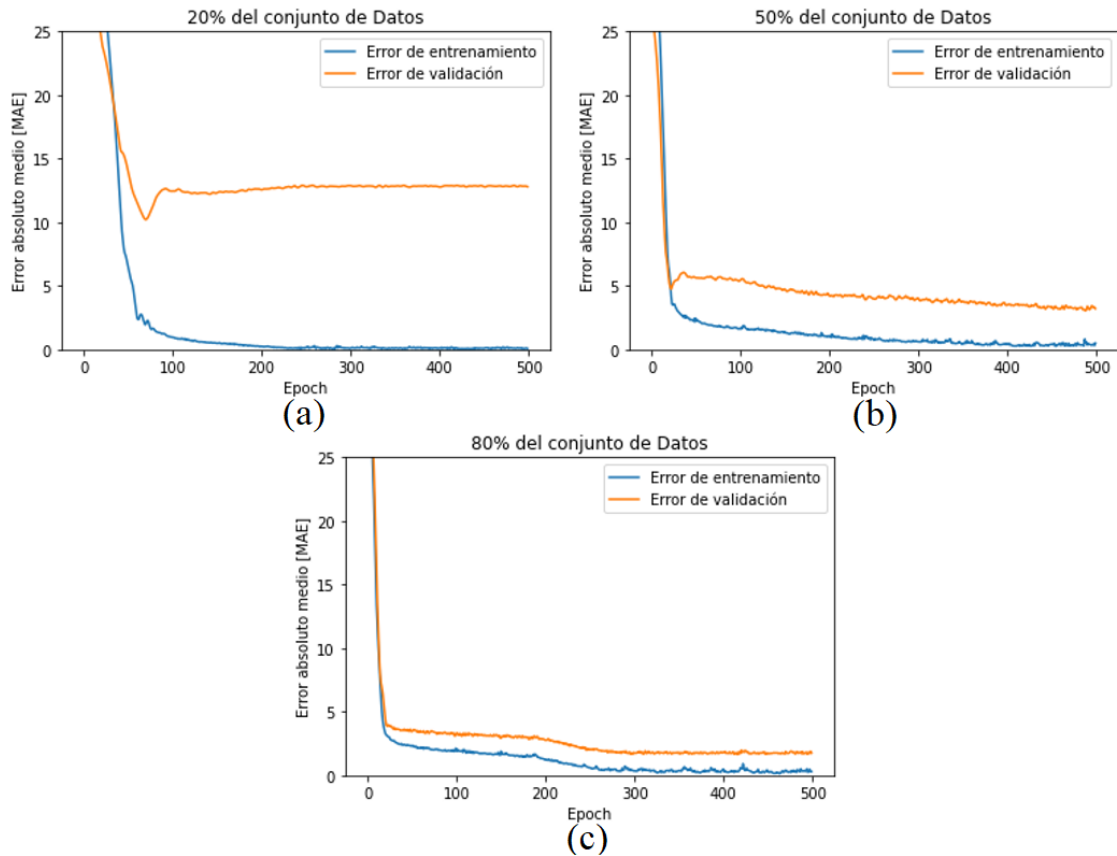 20% del conjunto de Datos
25
20
15
10
5
0
Error absoluto medio [MAE]
Error de entrenamiento
Error de validación
0 100 200 300 400 500
Epoch
(a)
50% del conjunto de Datos
25
20
15
10
5
0
Error absoluto medio [MAE]
Error de entrenamiento
Error de validación
0 100 200 300 400 500
Epoch
(b)
80% del conjunto de Datos
25
20
15
10
5
0
Error absoluto medio [MAE]
Error de entrenamiento
Error de validación
0 100 200 300 400 500
Epoch
(c)